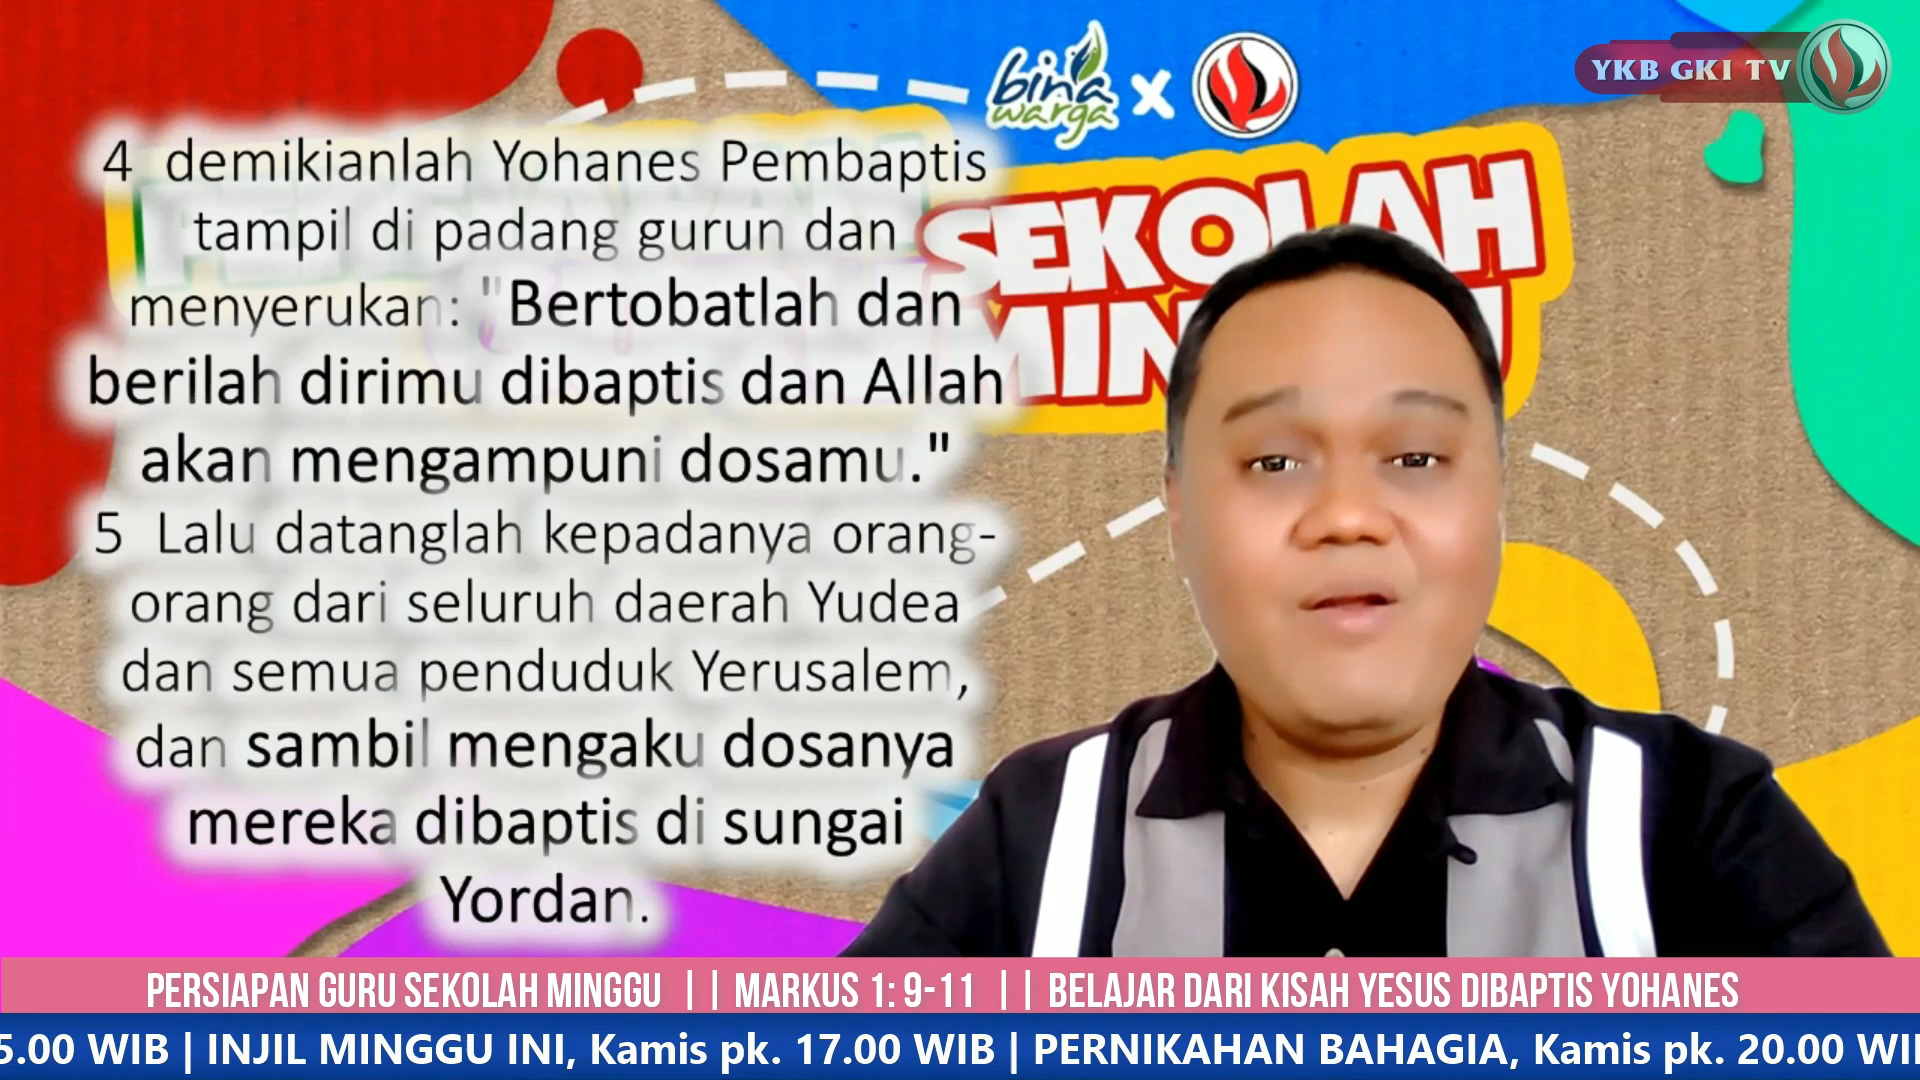 bina
warga
x
YKB GKI TV
SEKOLAH
4 demikianlah Yohanes Pembaptis
tampil di padang gurun dan
menyerukan: "Bertobatlah dan
berilah dirimu dibaptis dan Allah
akan mengampuni dosamu."
5 Lalu datanglah kepadanya orang-
orang dari seluruh daerah Yudea
dan semua penduduk Yerusalem,
dan sambil mengaku dosanya
mereka dibaptis di sungai
Yordan.
PERSIAPAN GURU SEKOLAH MINGGU || MARKUS 1: 9-11 || BELAJAR DARI KISAH YESUS DIBAPTIS YOHANES
5.00 WIB | INJIL MINGGU INI, Kamis pk. 17.00 WIB | PERNIKAHAN BAHAGIA, Kamis pk. 20.00 WI